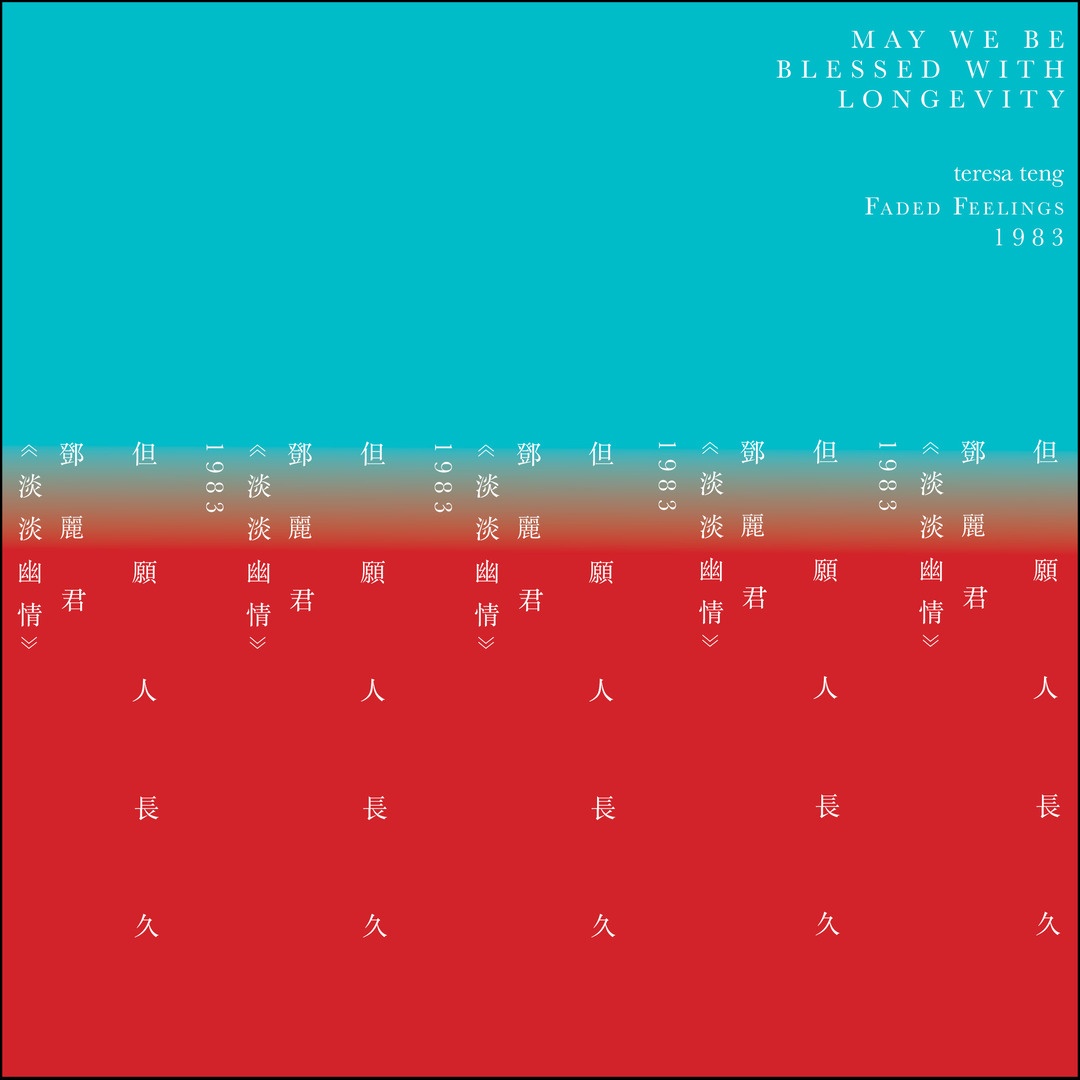 MAY WE BE
BLESSED WITH
LONGEVITY
teresa teng
FADED FEELINGS
1983
但願人長久
鄧麗君
《淡淡幽情》
1983
但願人長久
鄧麗君
《淡淡幽情》
1983
但願人長久
鄧麗君
《淡淡幽情》
1983
但願人長久
鄧麗君
《淡淡幽情》
1983
但願人長久
鄧麗君
《淡淡幽情》